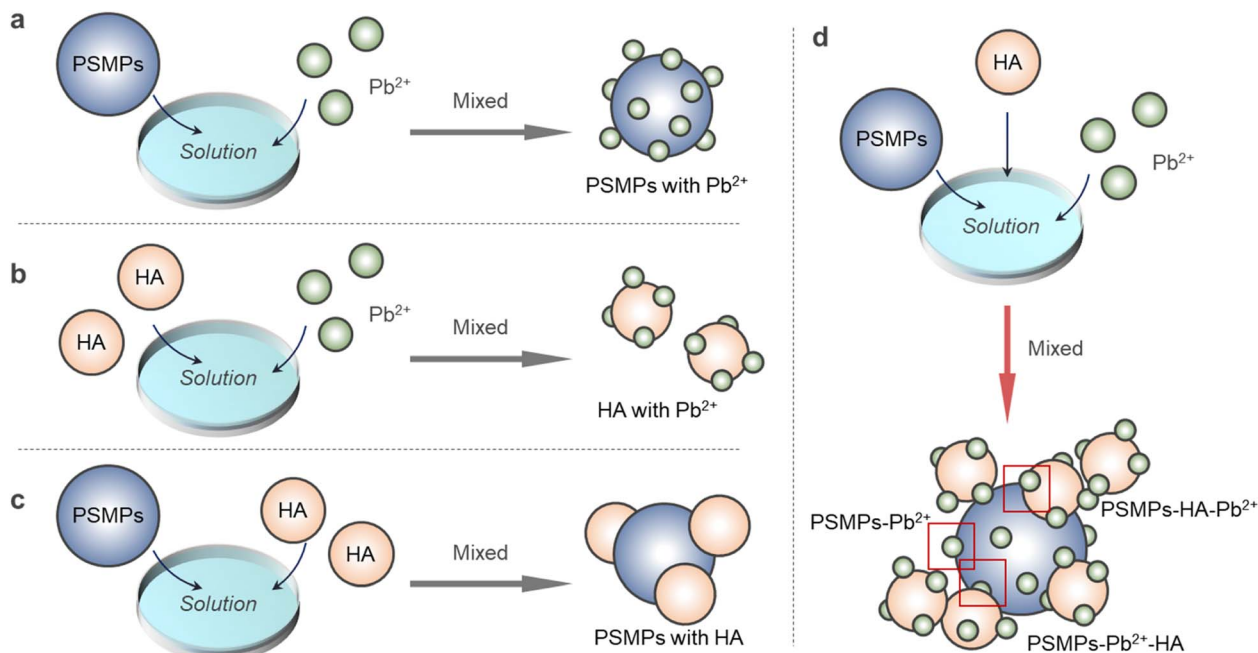 a
PSMPs
Pb²⁺
Solution
Mixed
PSMPs with Pb²⁺
b
HA
HA
Pb²⁺
Solution
Mixed
HA with Pb²⁺
c
PSMPs
HA
HA
Solution
Mixed
PSMPs with HA
d
HA
PSMPs
Pb²⁺
Solution
Mixed
PSMPs-Pb²⁺
PSMPs-HA-Pb²⁺
PSMPs-Pb²⁺-HA